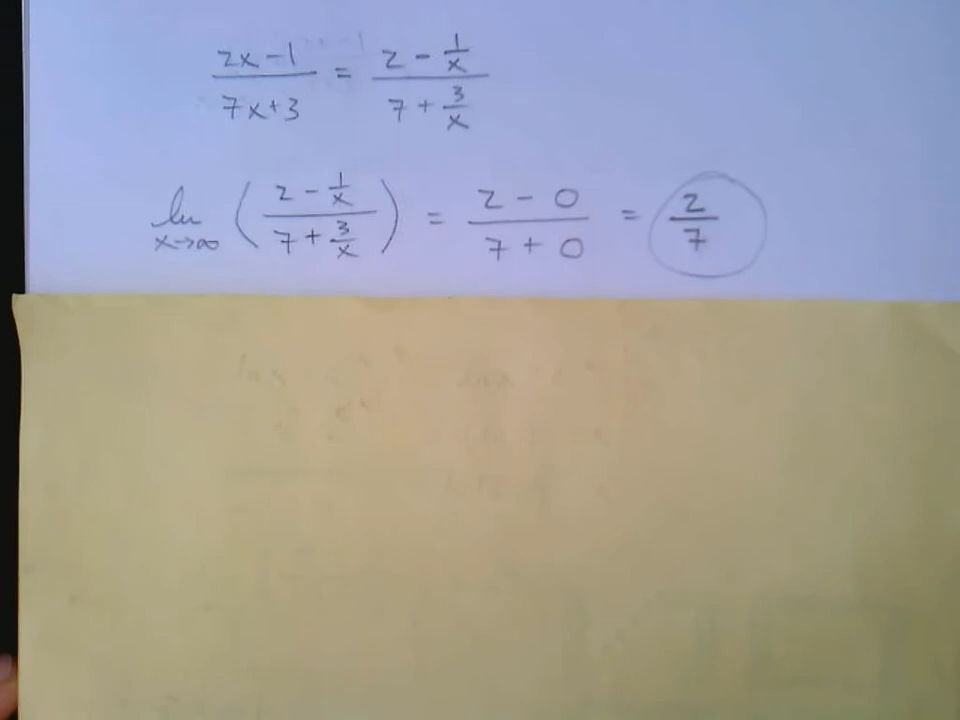 (2x-1)/(7x+3) = (2 - 1/x)/(7 + 3/x)
lim x→∞ ((2 - 1/x)/(7 + 3/x)) = (2 - 0)/(7 + 0) = 2/7